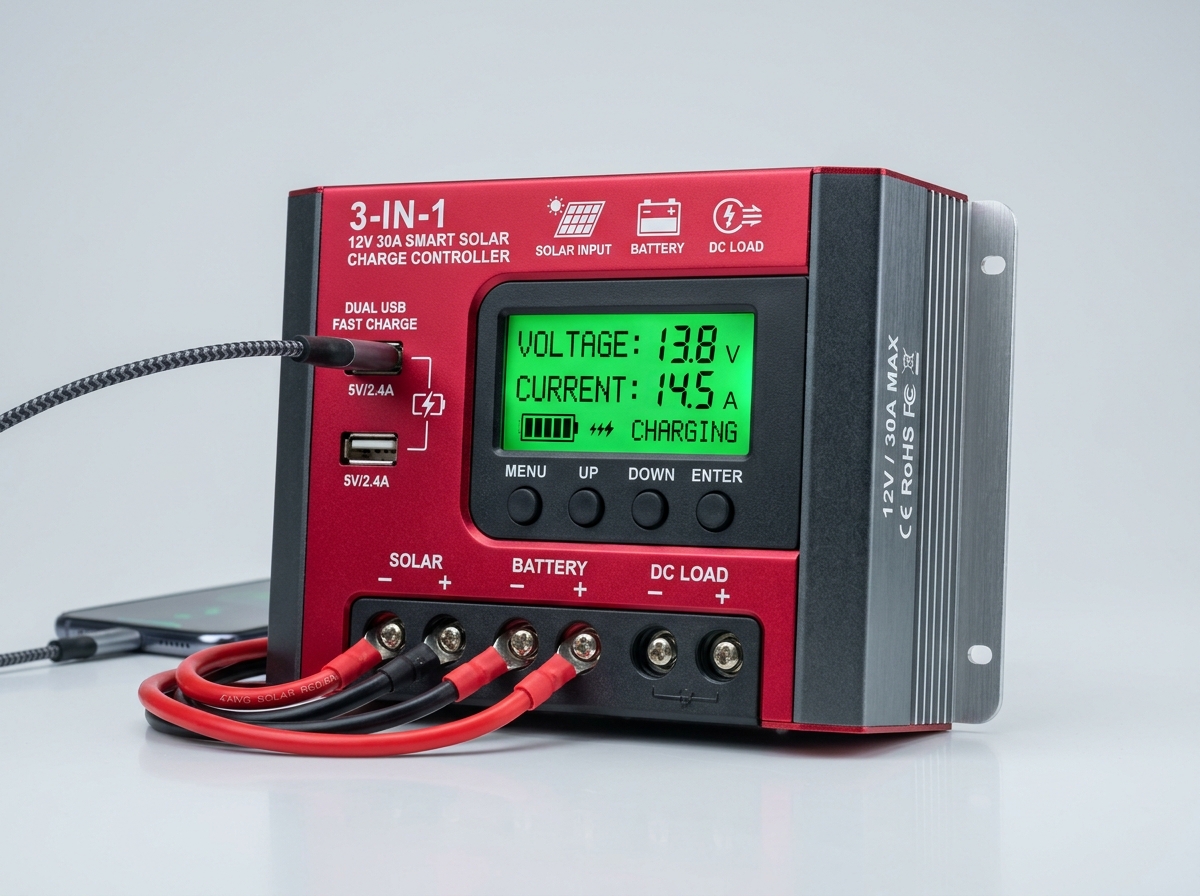 3-IN-1
12V 30A SMART SOLAR
CHARGE CONTROLLER
SOLAR INPUT
BATTERY
DC LOAD
DUAL USB
FAST CHARGE
5V/2.4A
5V/2.4A
VOLTAGE: 13.8 V
CURRENT: 14.5 A
CHARGING
MENU UP DOWN ENTER
SOLAR
− +
BATTERY
− +
DC LOAD
− +
SOLAR
12V / 30A MAX
CE RoHS FC